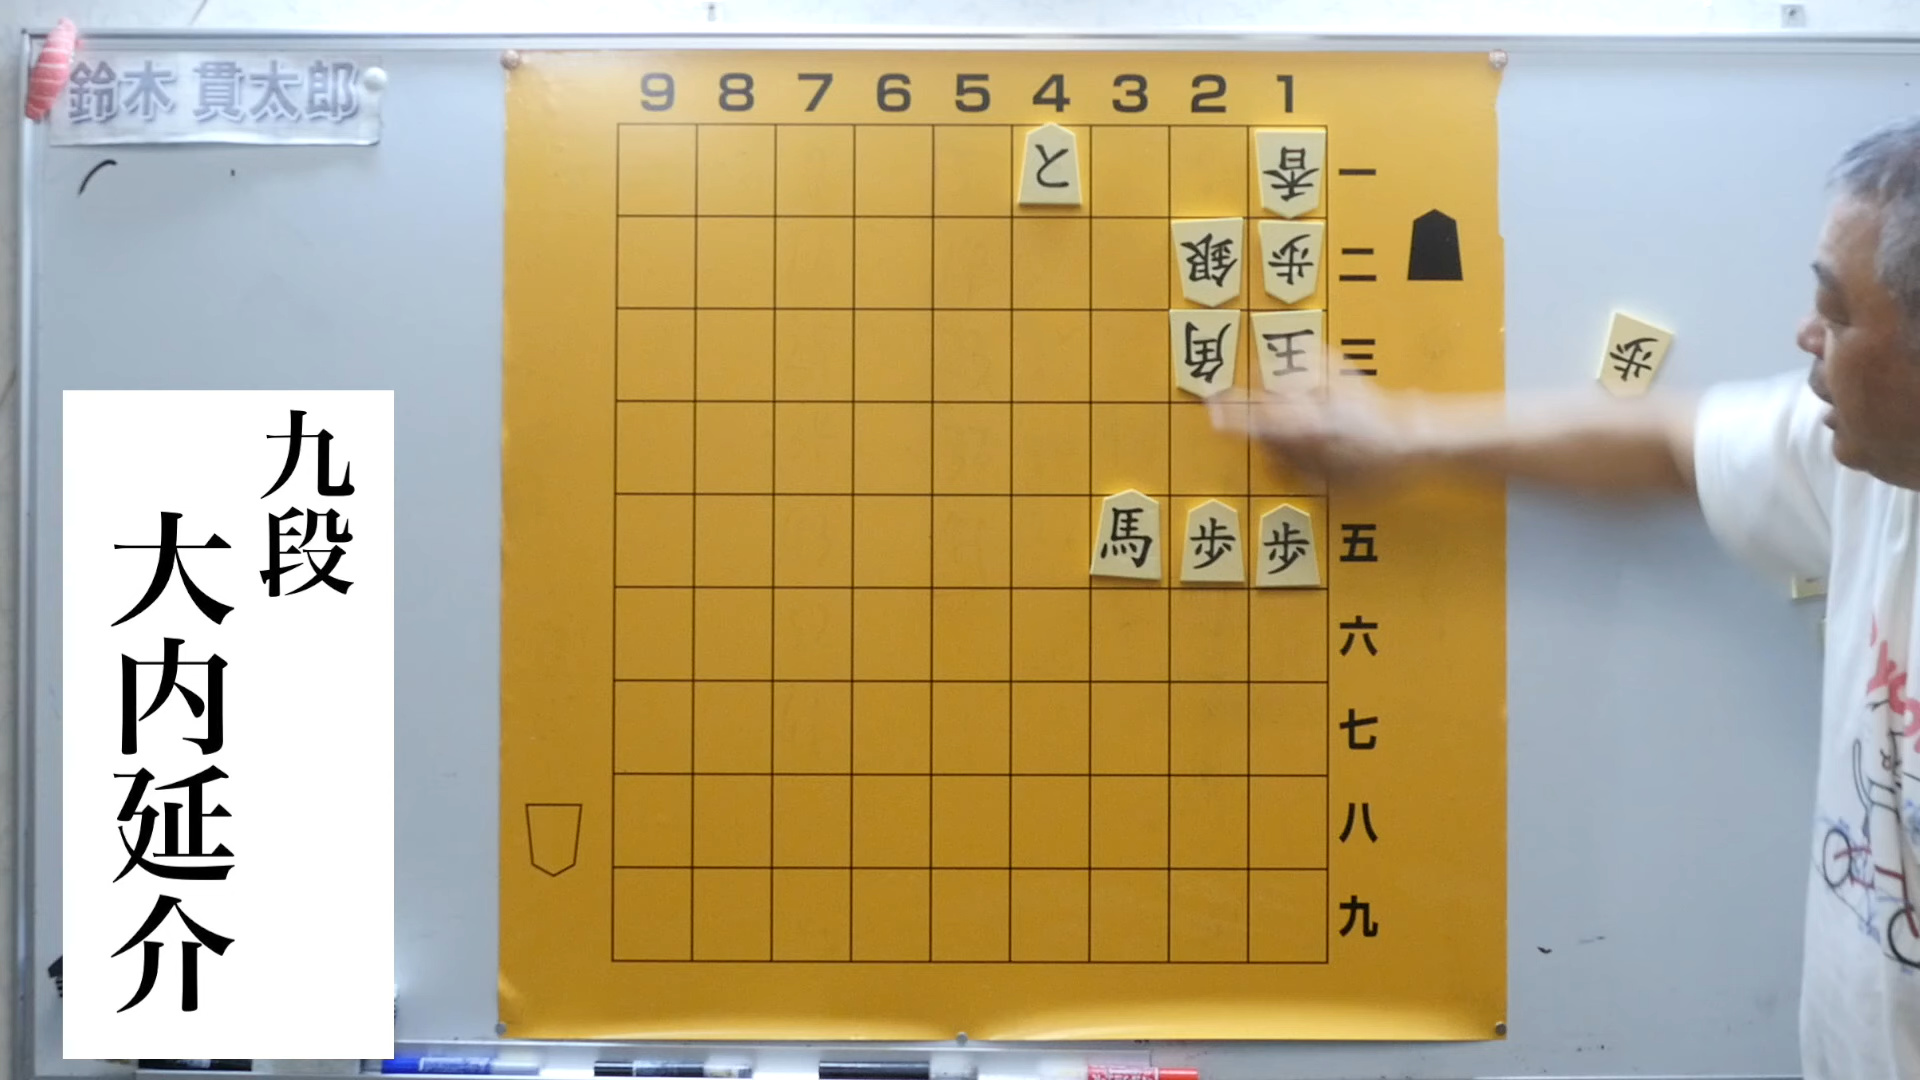 鈴木 貫太郎
9 8 7 6 5 4 3 2 1
と 香 一
銀 歩 二
角 玉 三
歩
馬 歩 歩 五
六
七
八
九
九段
大内延介